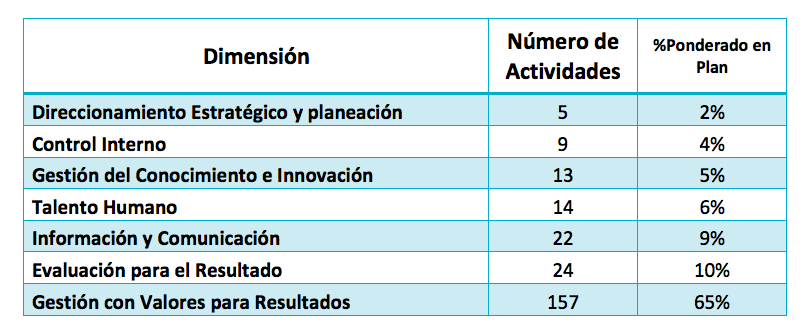 Dimensión Número de Actividades %Ponderado en Plan
Direccionamiento Estratégico y planeación 5 2%
Control Interno 9 4%
Gestión del Conocimiento e Innovación 13 5%
Talento Humano 14 6%
Información y Comunicación 22 9%
Evaluación para el Resultado 24 10%
Gestión con Valores para Resultados 157 65%